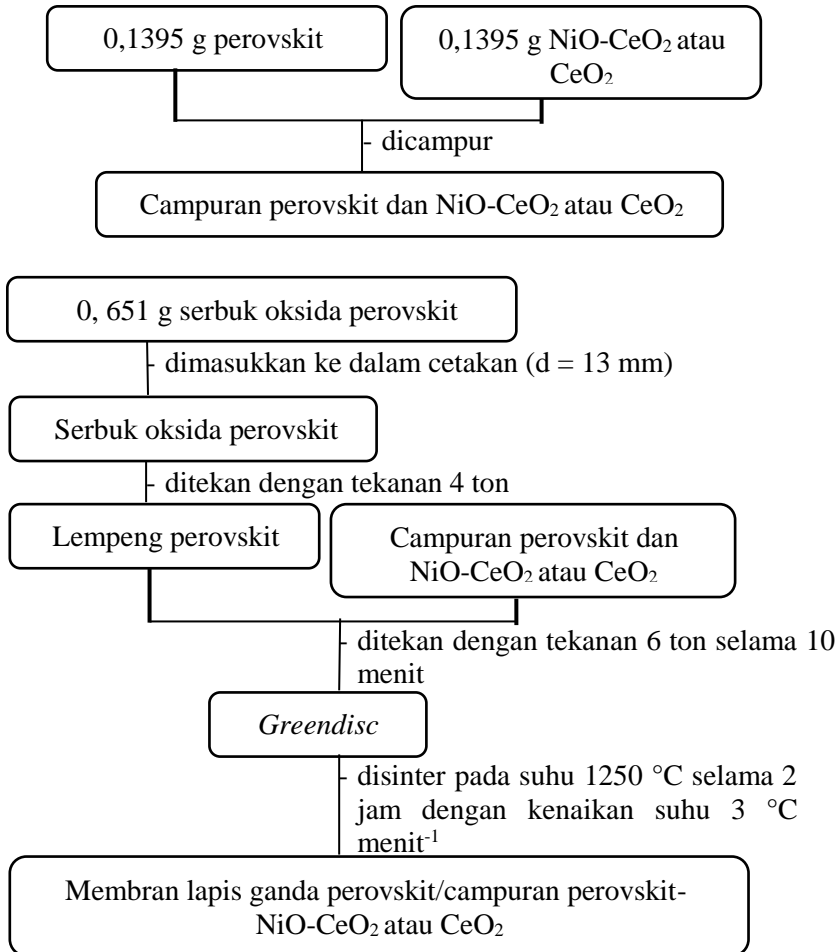 0,1395 g perovskit
0,1395 g NiO-CeO₂ atau
CeO₂
- dicampur
Campuran perovskit dan NiO-CeO₂ atau CeO₂
0, 651 g serbuk oksida perovskit
- dimasukkan ke dalam cetakan (d = 13 mm)
Serbuk oksida perovskit
- ditekan dengan tekanan 4 ton
Lempeng perovskit
Campuran perovskit dan
NiO-CeO₂ atau CeO₂
- ditekan dengan tekanan 6 ton selama 10
menit
Greendisc
- disinter pada suhu 1250 °C selama 2
jam dengan kenaikan suhu 3 °C
menit⁻¹
Membran lapis ganda perovskit/campuran perovskit-
NiO-CeO₂ atau CeO₂